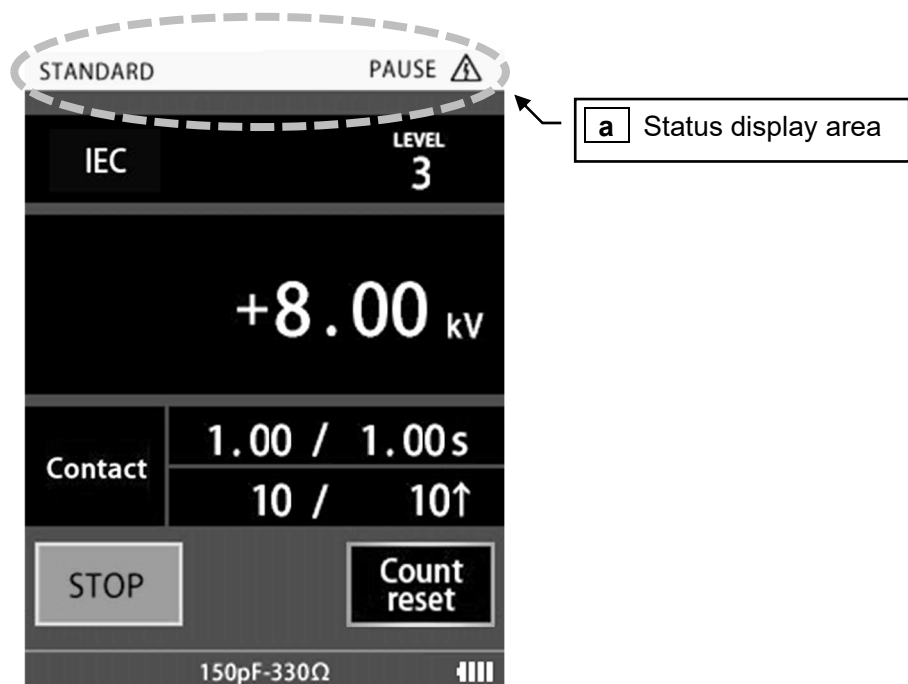 STANDARD PAUSE
a Status display area
IEC
LEVEL
3
+8.00 kV
Contact
1.00 / 1.00s
10 / 10↑
STOP
Count
reset
150pF-330Ω